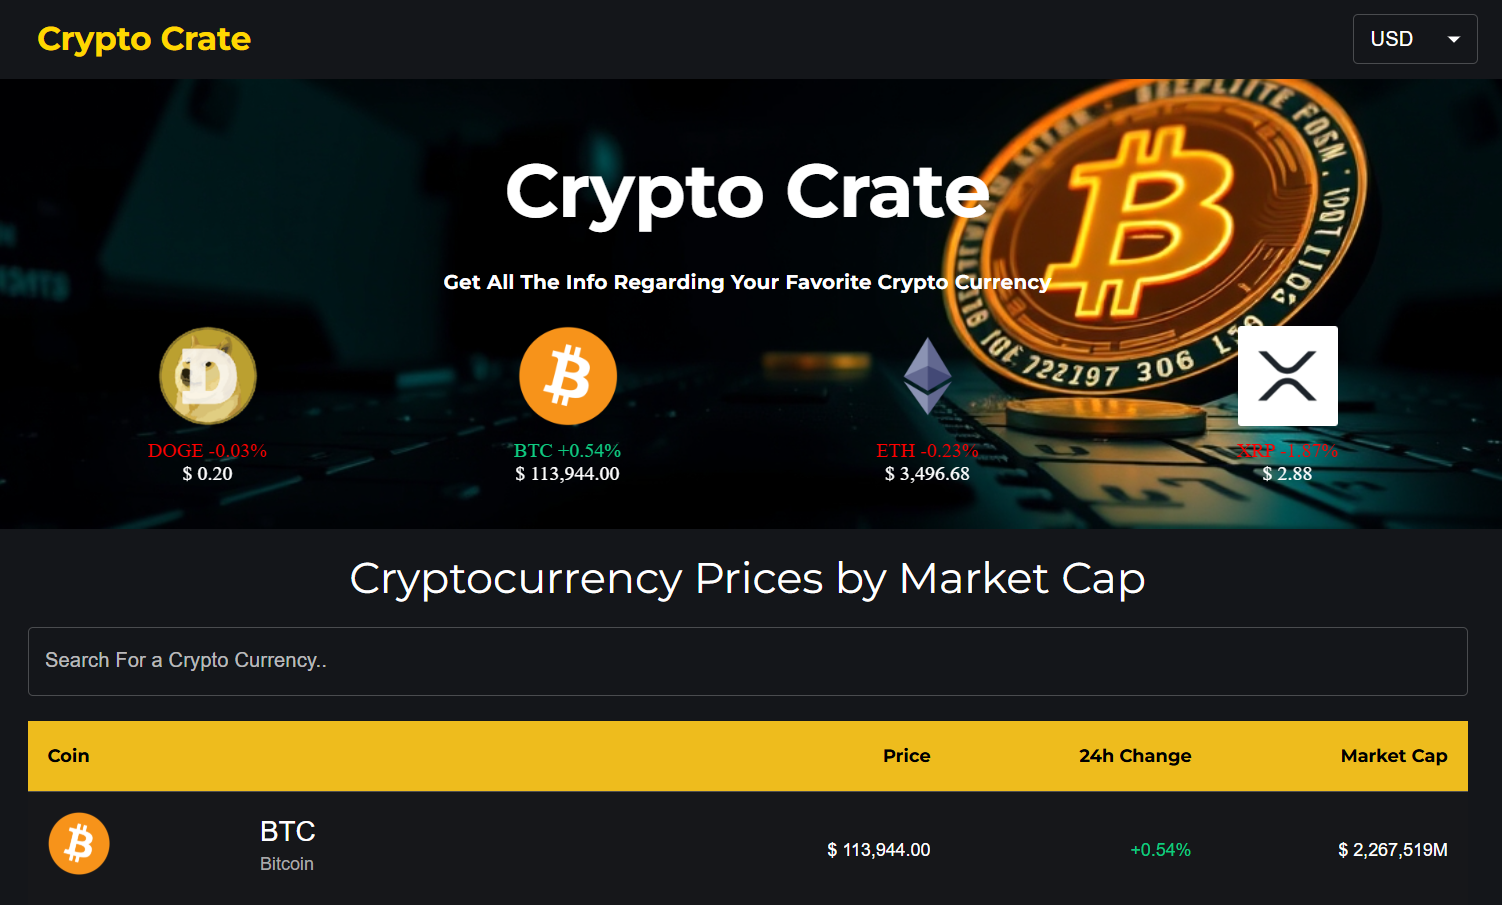 Crypto Crate
USD
Crypto Crate
Get All The Info Regarding Your Favorite Crypto Currency
DOGE -0.03%
$ 0.20
BTC +0.54%
$ 113,944.00
ETH -0.23%
$ 3,496.68
XRP -1.57%
$ 2.88
Cryptocurrency Prices by Market Cap
Search For a Crypto Currency..
Coin Price 24h Change Market Cap
BTC
Bitcoin
$ 113,944.00 +0.54% $ 2,267,519M